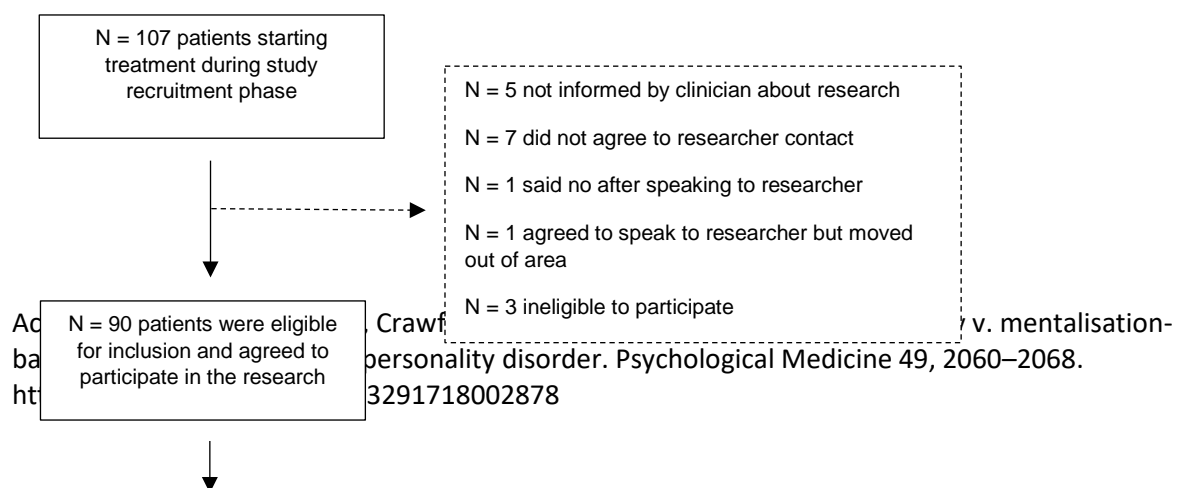 N = 107 patients starting
treatment during study
recruitment phase
N = 5 not informed by clinician about research
N = 7 did not agree to researcher contact
N = 1 said no after speaking to researcher
N = 1 agreed to speak to researcher but moved
out of area
N = 3 ineligible to participate
N = 90 patients were eligible
for inclusion and agreed to
participate in the research
, Crawf v. mentalisation-
personality disorder. Psychological Medicine 49, 2060–2068.
3291718002878